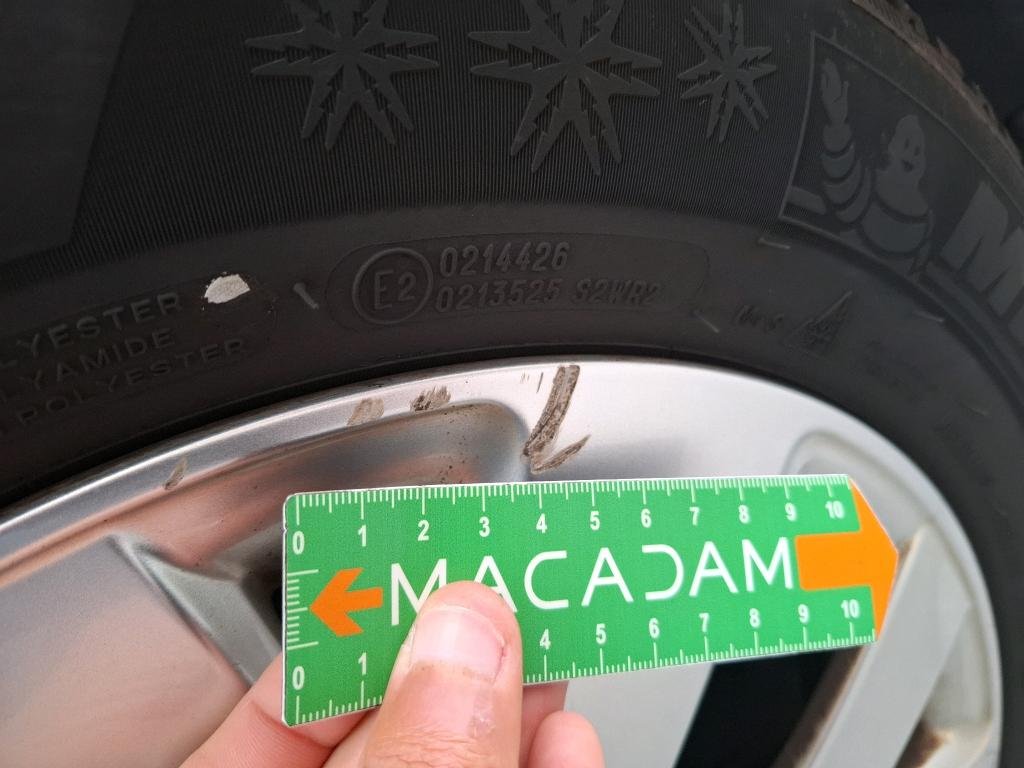 E2
0214426
0213525 S2WR2
LYESTER
LYAMIDE
POLYESTER
M
0 1 2 3 4 5 6 7 8 9 10
MACADAM
0 1 4 5 6 7 8 9 10